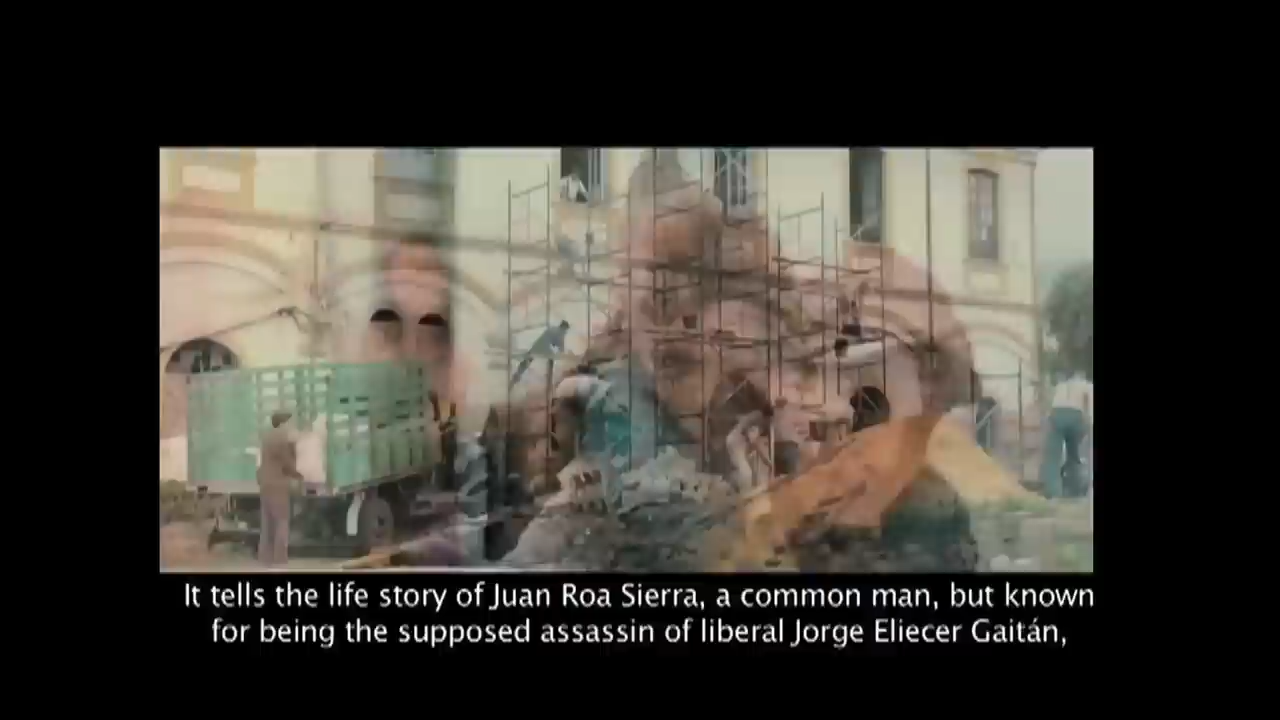 It tells the life story of Juan Roa Sierra, a common man, but known
for being the supposed assassin of liberal Jorge Eliecer Gaitán,